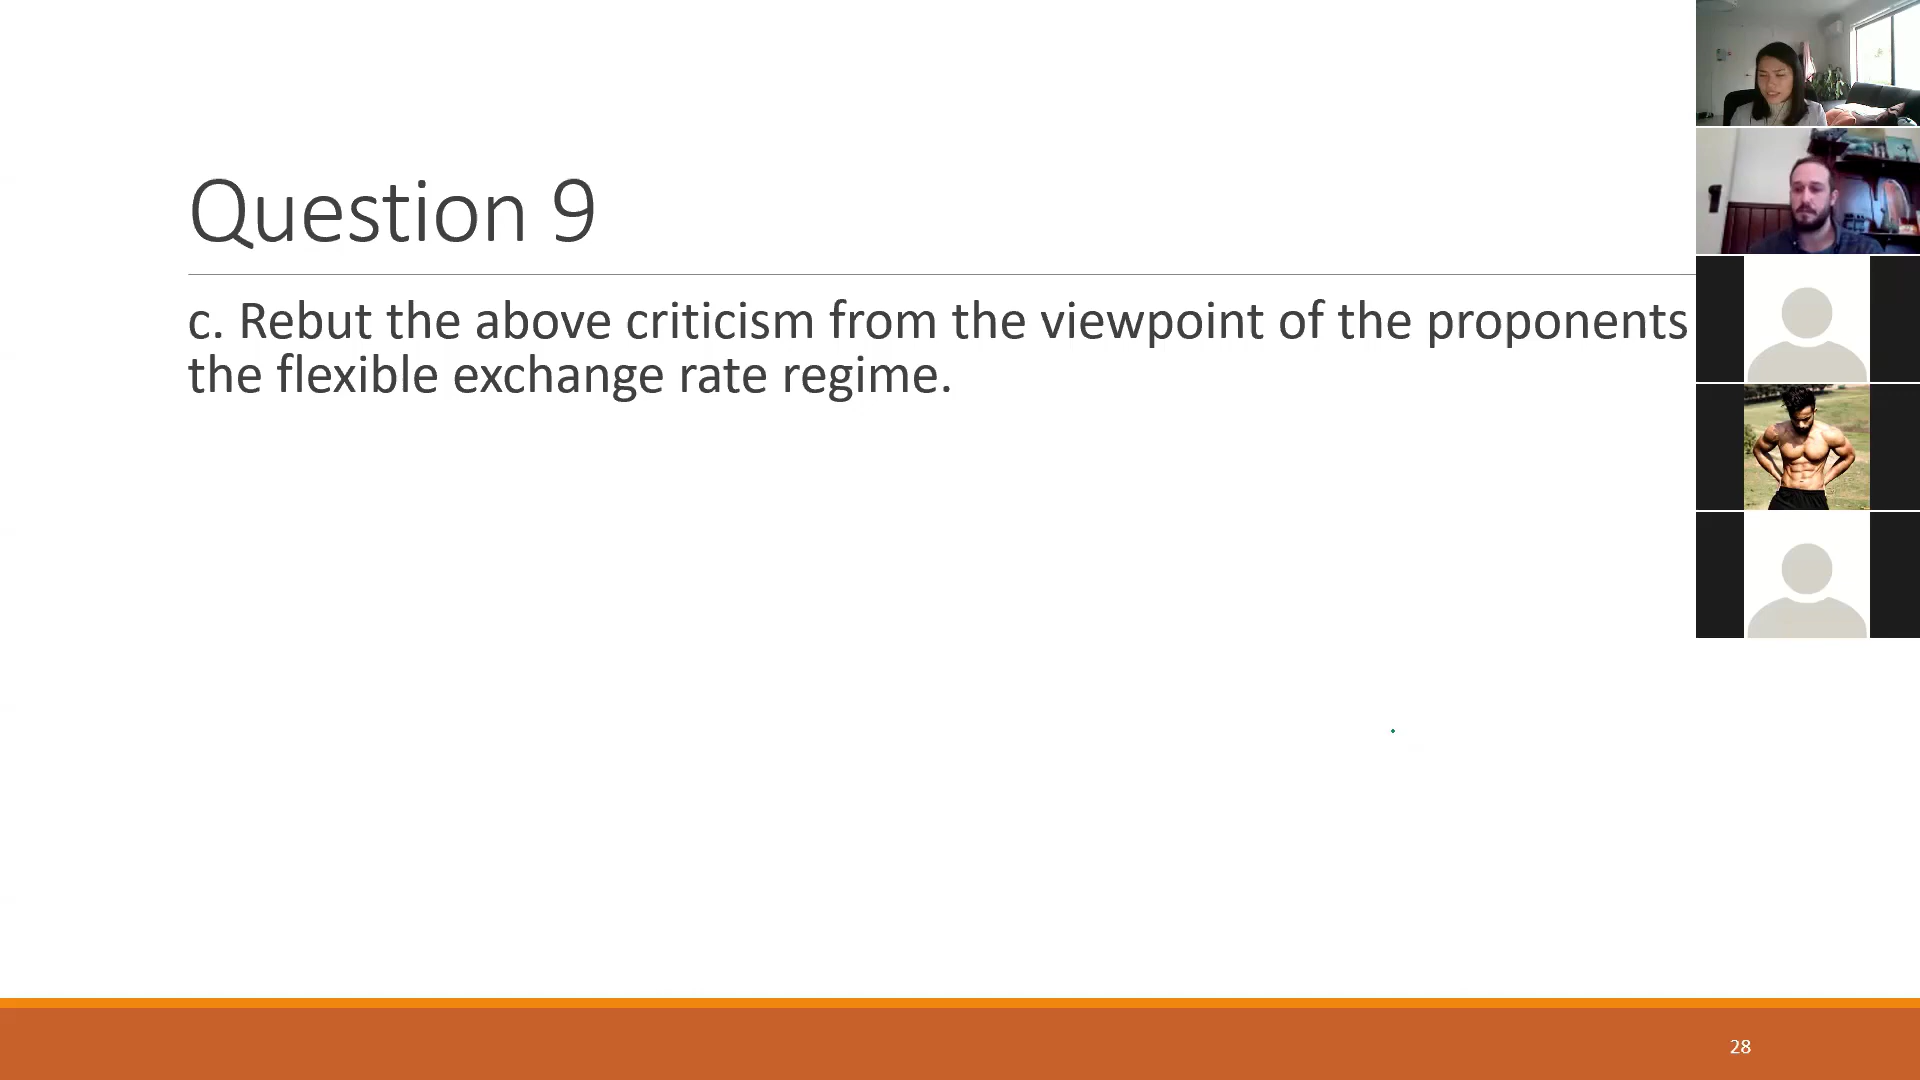 Question 9
c. Rebut the above criticism from the viewpoint of the proponents
the flexible exchange rate regime.
28